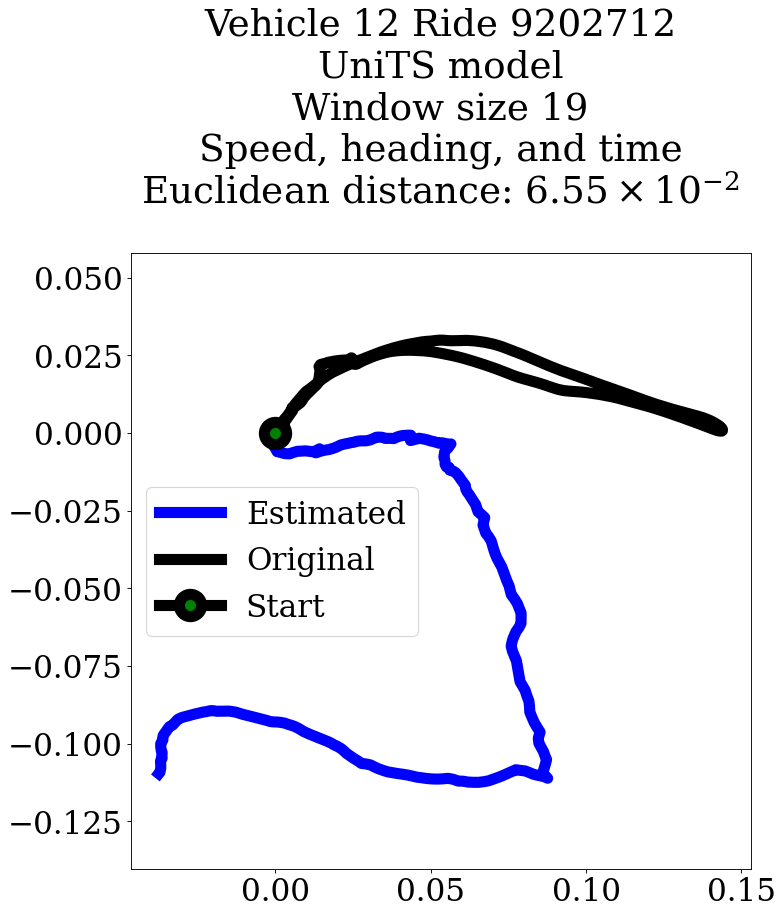 Vehicle 12 Ride 9202712
UniTS model
Window size 19
Speed, heading, and time
Euclidean distance: 6.55 × 10⁻²
0.050
0.025
0.000
−0.025
−0.050
−0.075
−0.100
−0.125
Estimated
Original
Start
0.00 0.05 0.10 0.15